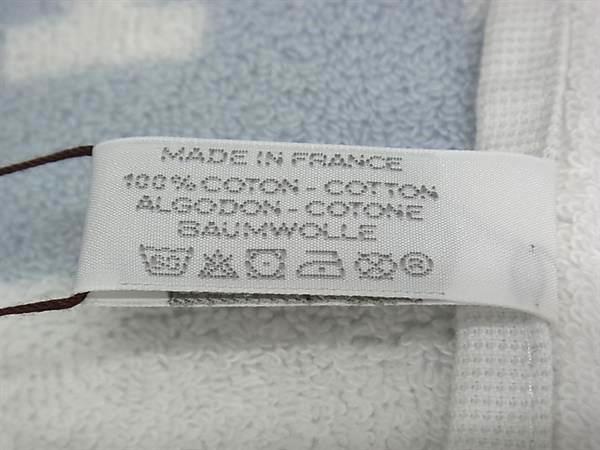 MADE IN FRANCE
100% COTON - COTTON
ALGODON - COTONE
BAUMWOLLE
®